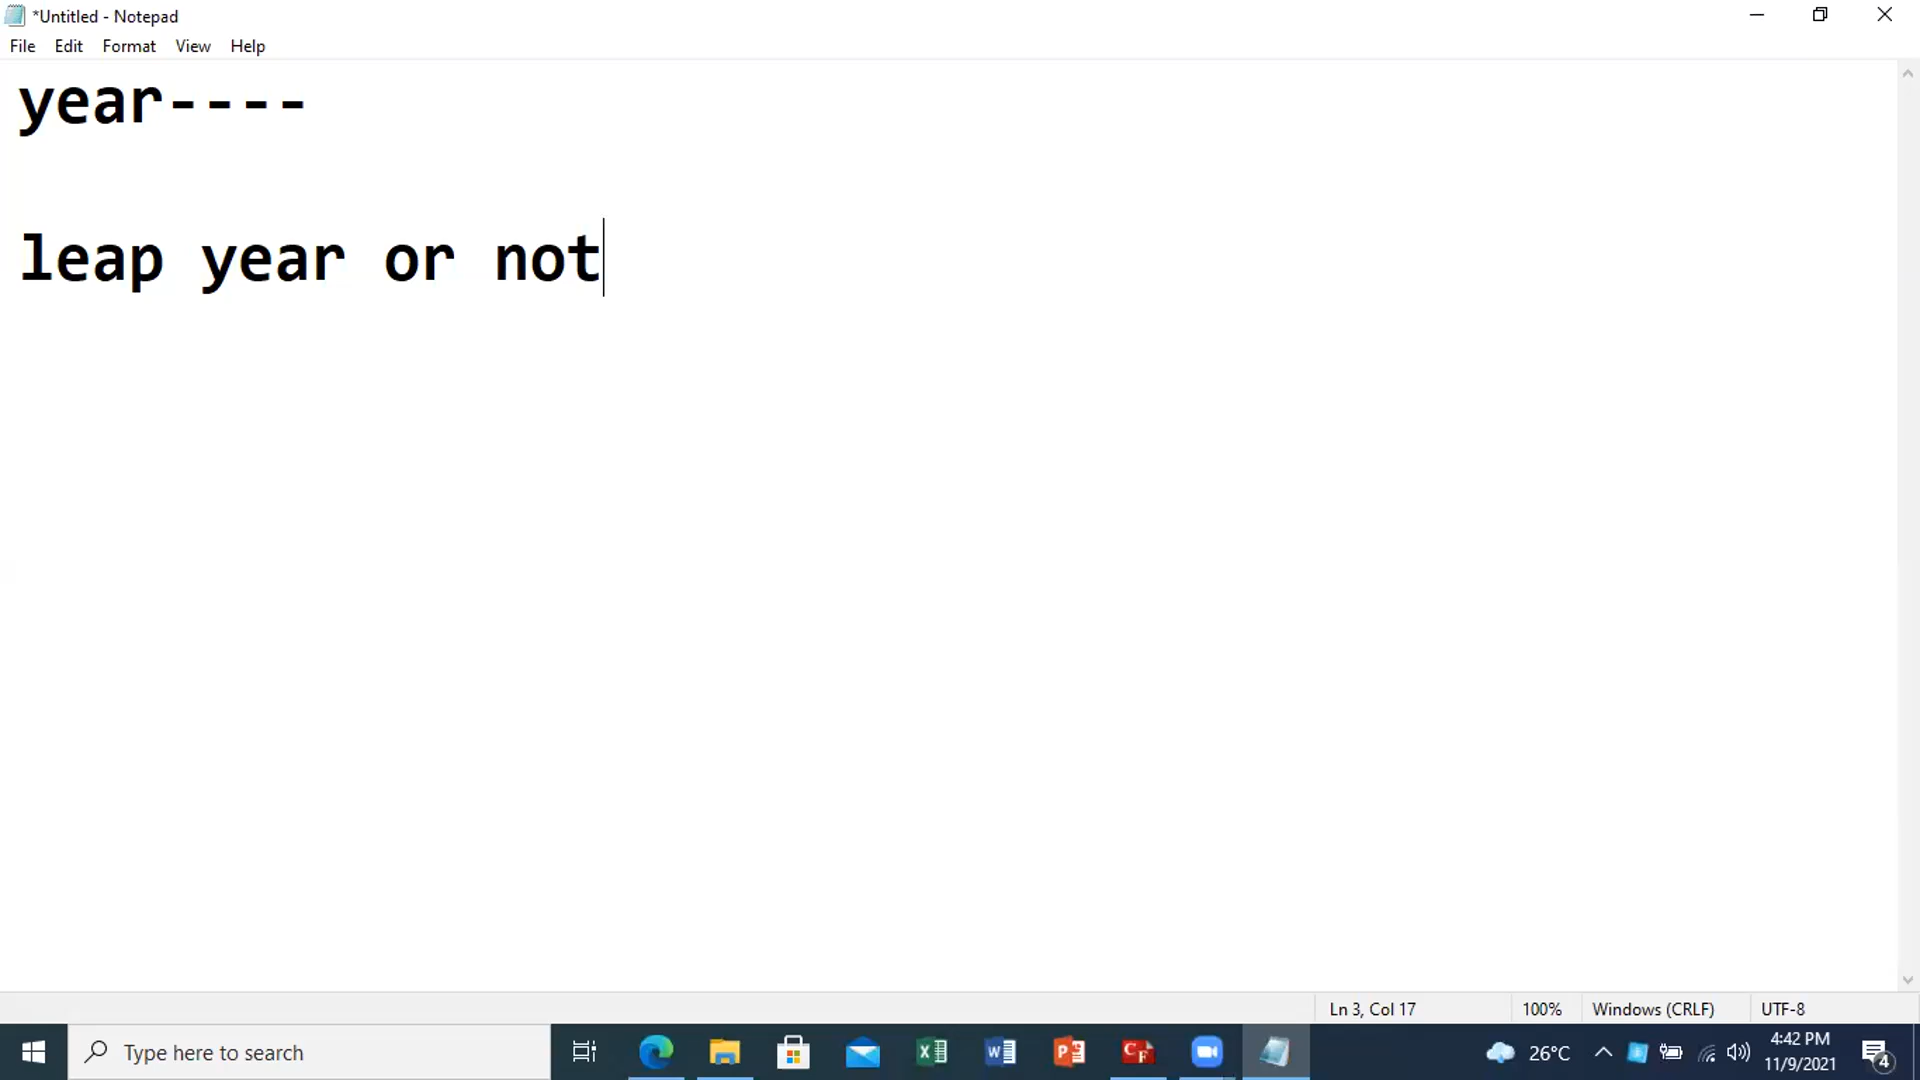 *Untitled - Notepad
File Edit Format View Help
year----
leap year or not
Ln 3, Col 17 100% Windows (CRLF) UTF-8
Type here to search
26°C
4:42 PM
11/9/2021
4